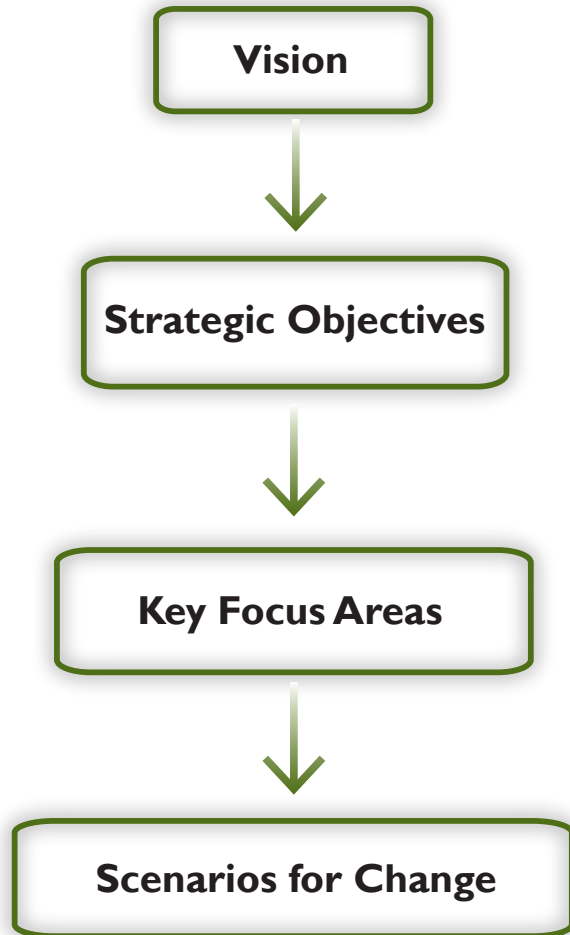 Vision
Strategic Objectives
Key Focus Areas
Scenarios for Change